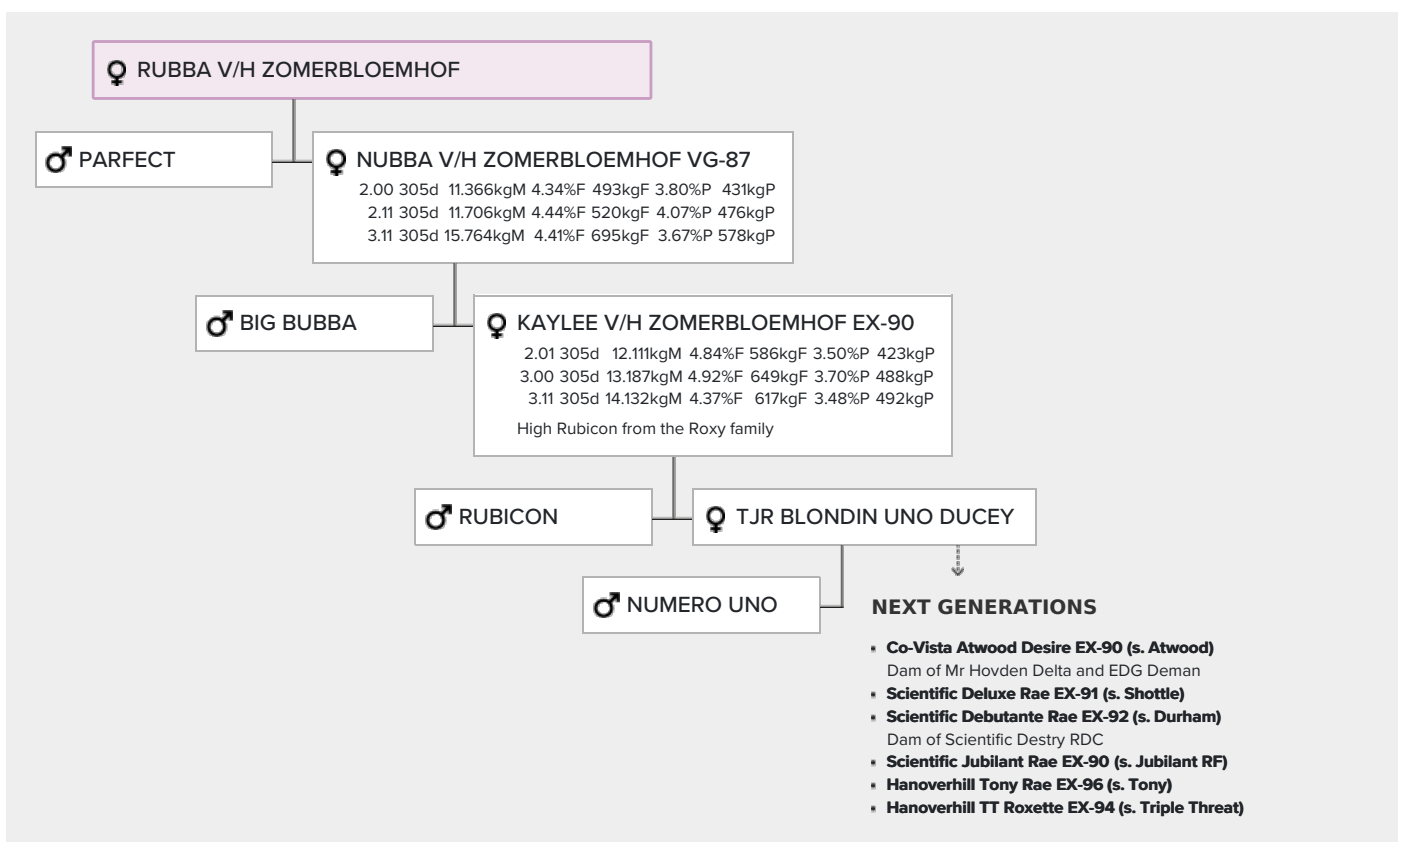 RUBBA V/H ZOMERBLOEMHOF
PARFECT
NUBBA V/H ZOMERBLOEMHOF VG-87
2.00 305d 11.366kgM 4.34%F 493kgF 3.80%P 431kgP
2.11 305d 11.706kgM 4.44%F 520kgF 4.07%P 476kgP
3.11 305d 15.764kgM 4.41%F 695kgF 3.67%P 578kgP
BIG BUBBA
KAYLEE V/H ZOMERBLOEMHOF EX-90
2.01 305d 12.111kgM 4.84%F 586kgF 3.50%P 423kgP
3.00 305d 13.187kgM 4.92%F 649kgF 3.70%P 488kgP
3.11 305d 14.132kgM 4.37%F 617kgF 3.48%P 492kgP
High Rubicon from the Roxy family
RUBICON
TJR BLONDIN UNO DUCEY
NUMERO UNO
NEXT GENERATIONS
Co-Vista Atwood Desire EX-90 (s. Atwood)
Dam of Mr Hovden Delta and EDG Deman
Scientific Deluxe Rae EX-91 (s. Shottle)
Scientific Debutante Rae EX-92 (s. Durham)
Dam of Scientific Destry RDC
Scientific Jubilant Rae EX-90 (s. Jubilant RF)
Hanoverhill Tony Rae EX-96 (s. Tony)
Hanoverhill TT Roxette EX-94 (s. Triple Threat)